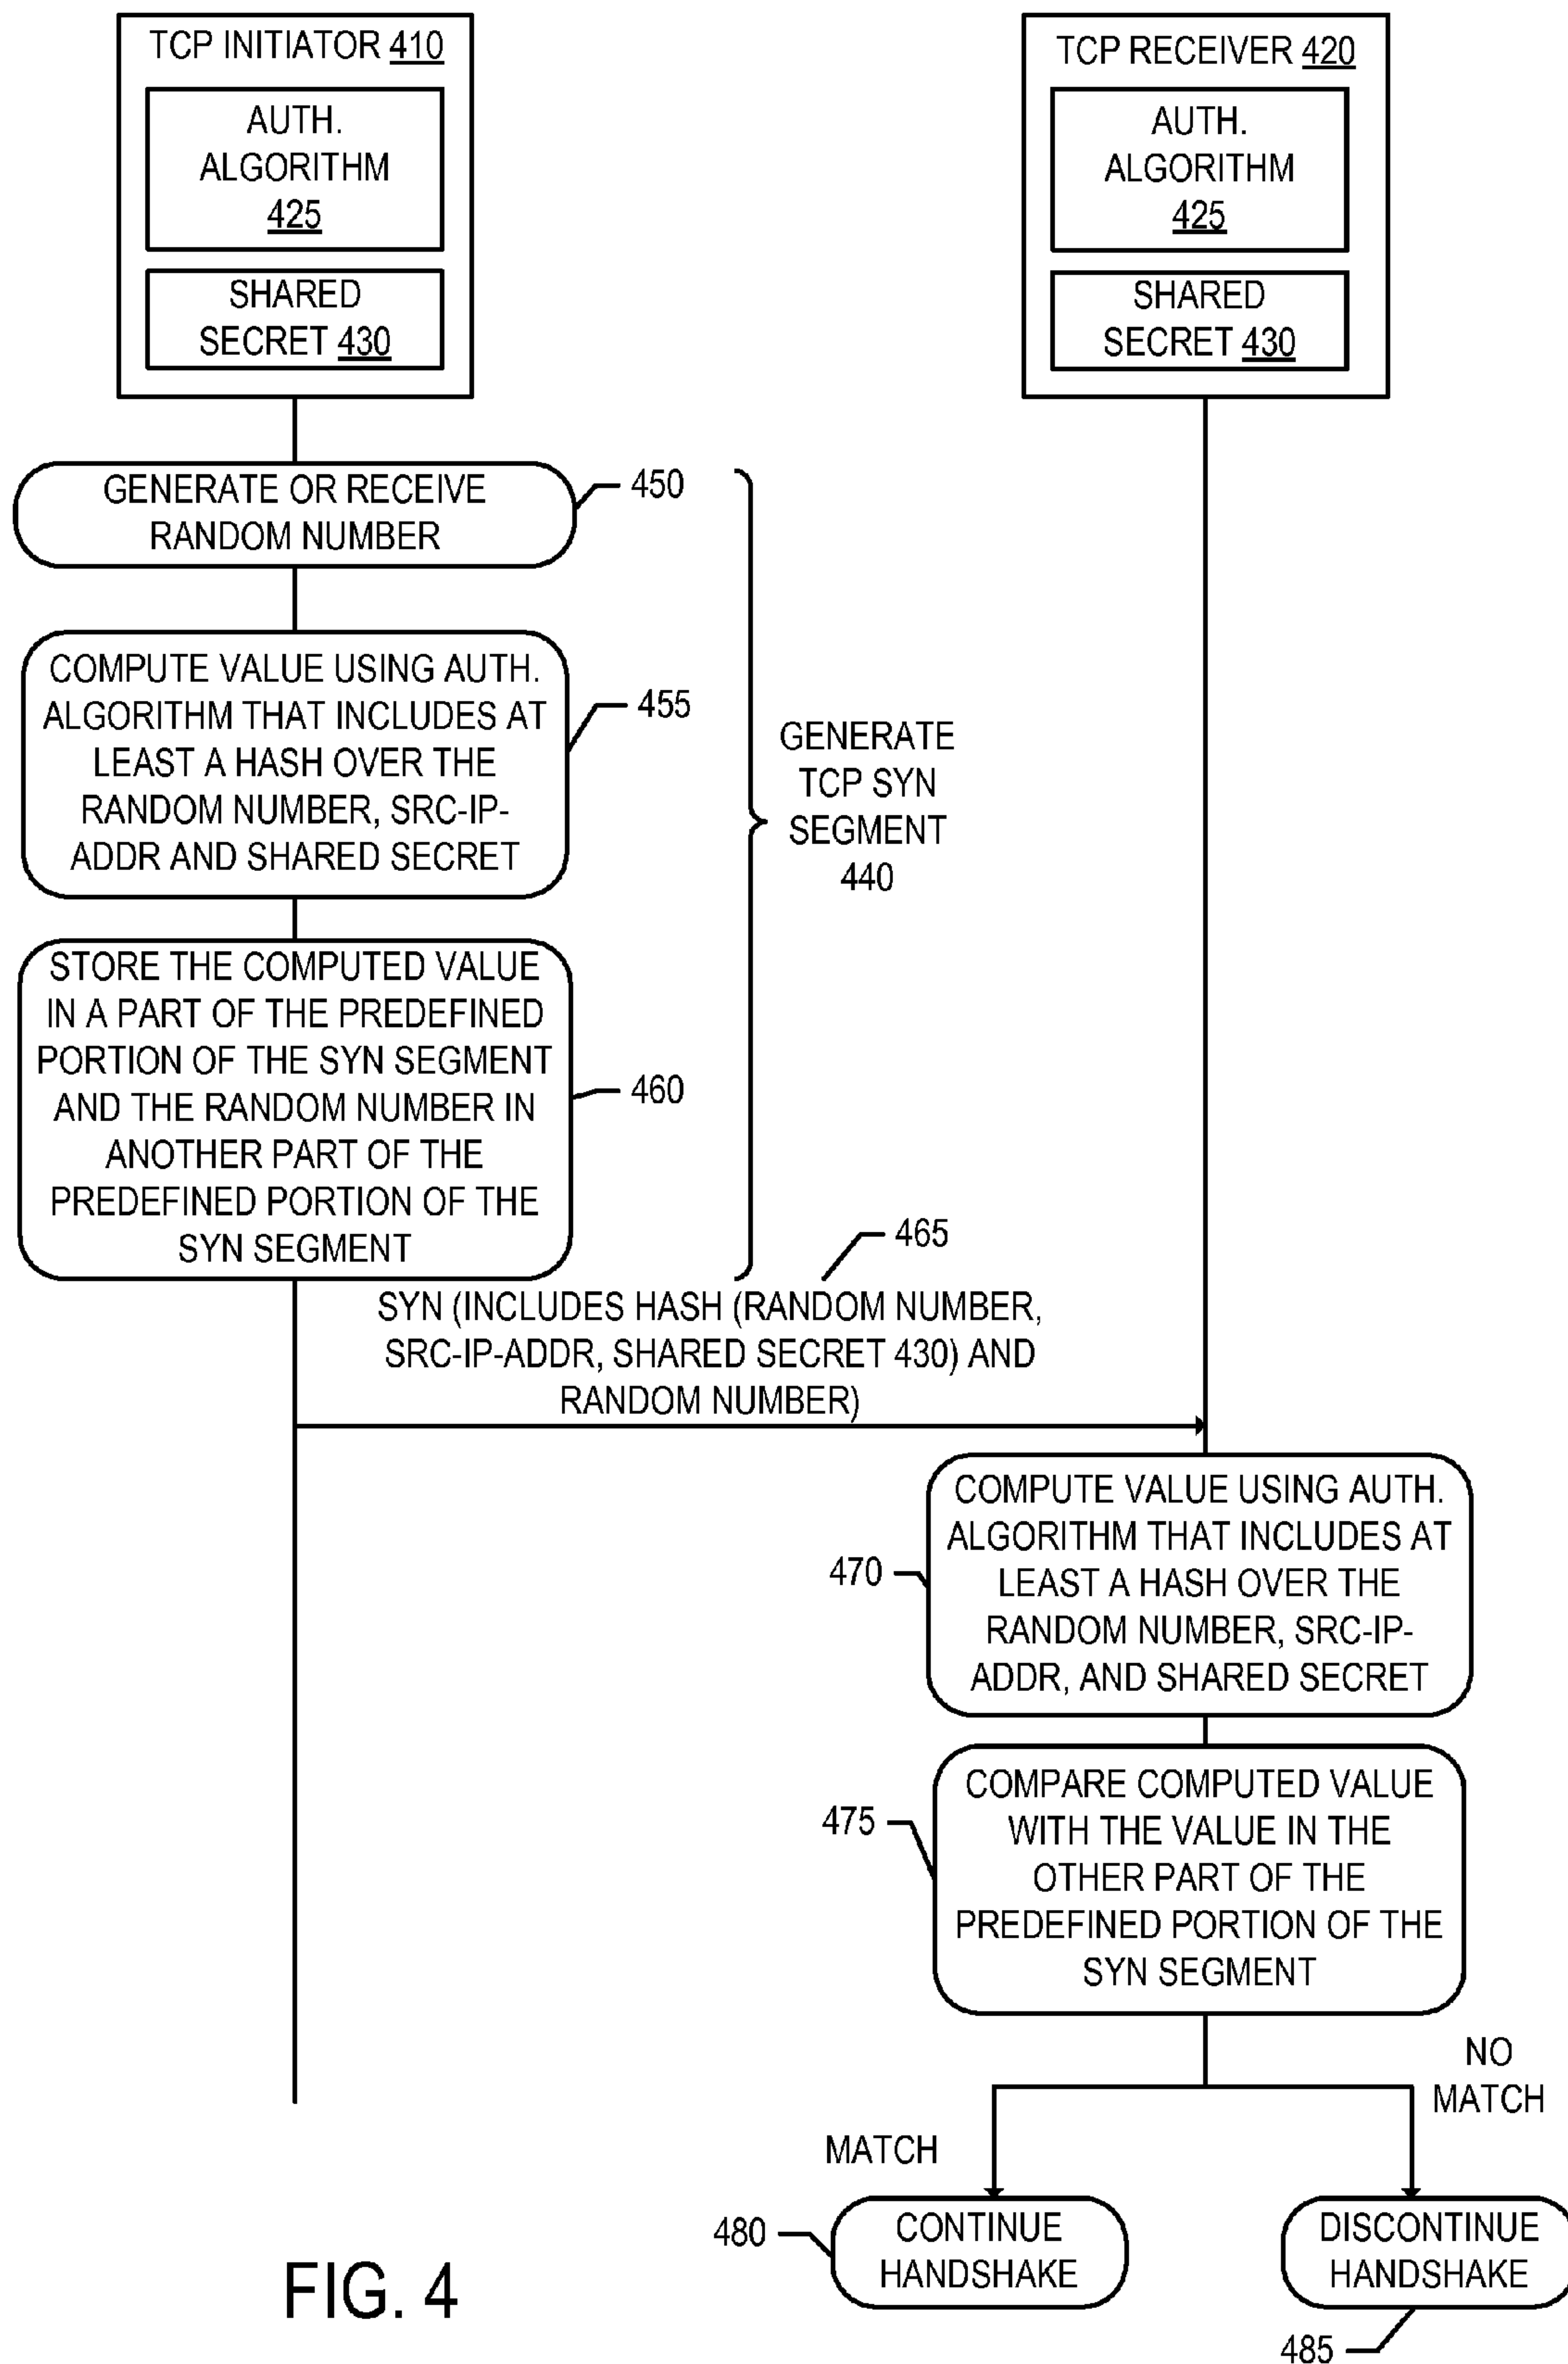 TCP INITIATOR 410
AUTH.
ALGORITHM
425
SHARED
SECRET 430
TCP RECEIVER 420
AUTH.
ALGORITHM
425
SHARED
SECRET 430
GENERATE OR RECEIVE
RANDOM NUMBER
450
COMPUTE VALUE USING AUTH.
ALGORITHM THAT INCLUDES AT
LEAST A HASH OVER THE
RANDOM NUMBER, SRC-IP-
ADDR AND SHARED SECRET
455
GENERATE
TCP SYN
SEGMENT
440
STORE THE COMPUTED VALUE
IN A PART OF THE PREDEFINED
PORTION OF THE SYN SEGMENT
AND THE RANDOM NUMBER IN
ANOTHER PART OF THE
PREDEFINED PORTION OF THE
SYN SEGMENT
460
465
SYN (INCLUDES HASH (RANDOM NUMBER,
SRC-IP-ADDR, SHARED SECRET 430) AND
RANDOM NUMBER)
COMPUTE VALUE USING AUTH.
ALGORITHM THAT INCLUDES AT
LEAST A HASH OVER THE
RANDOM NUMBER, SRC-IP-
ADDR, AND SHARED SECRET
470
COMPARE COMPUTED VALUE
WITH THE VALUE IN THE
OTHER PART OF THE
PREDEFINED PORTION OF THE
SYN SEGMENT
475
NO
MATCH
MATCH
480
CONTINUE
HANDSHAKE
DISCONTINUE
HANDSHAKE
485
FIG. 4